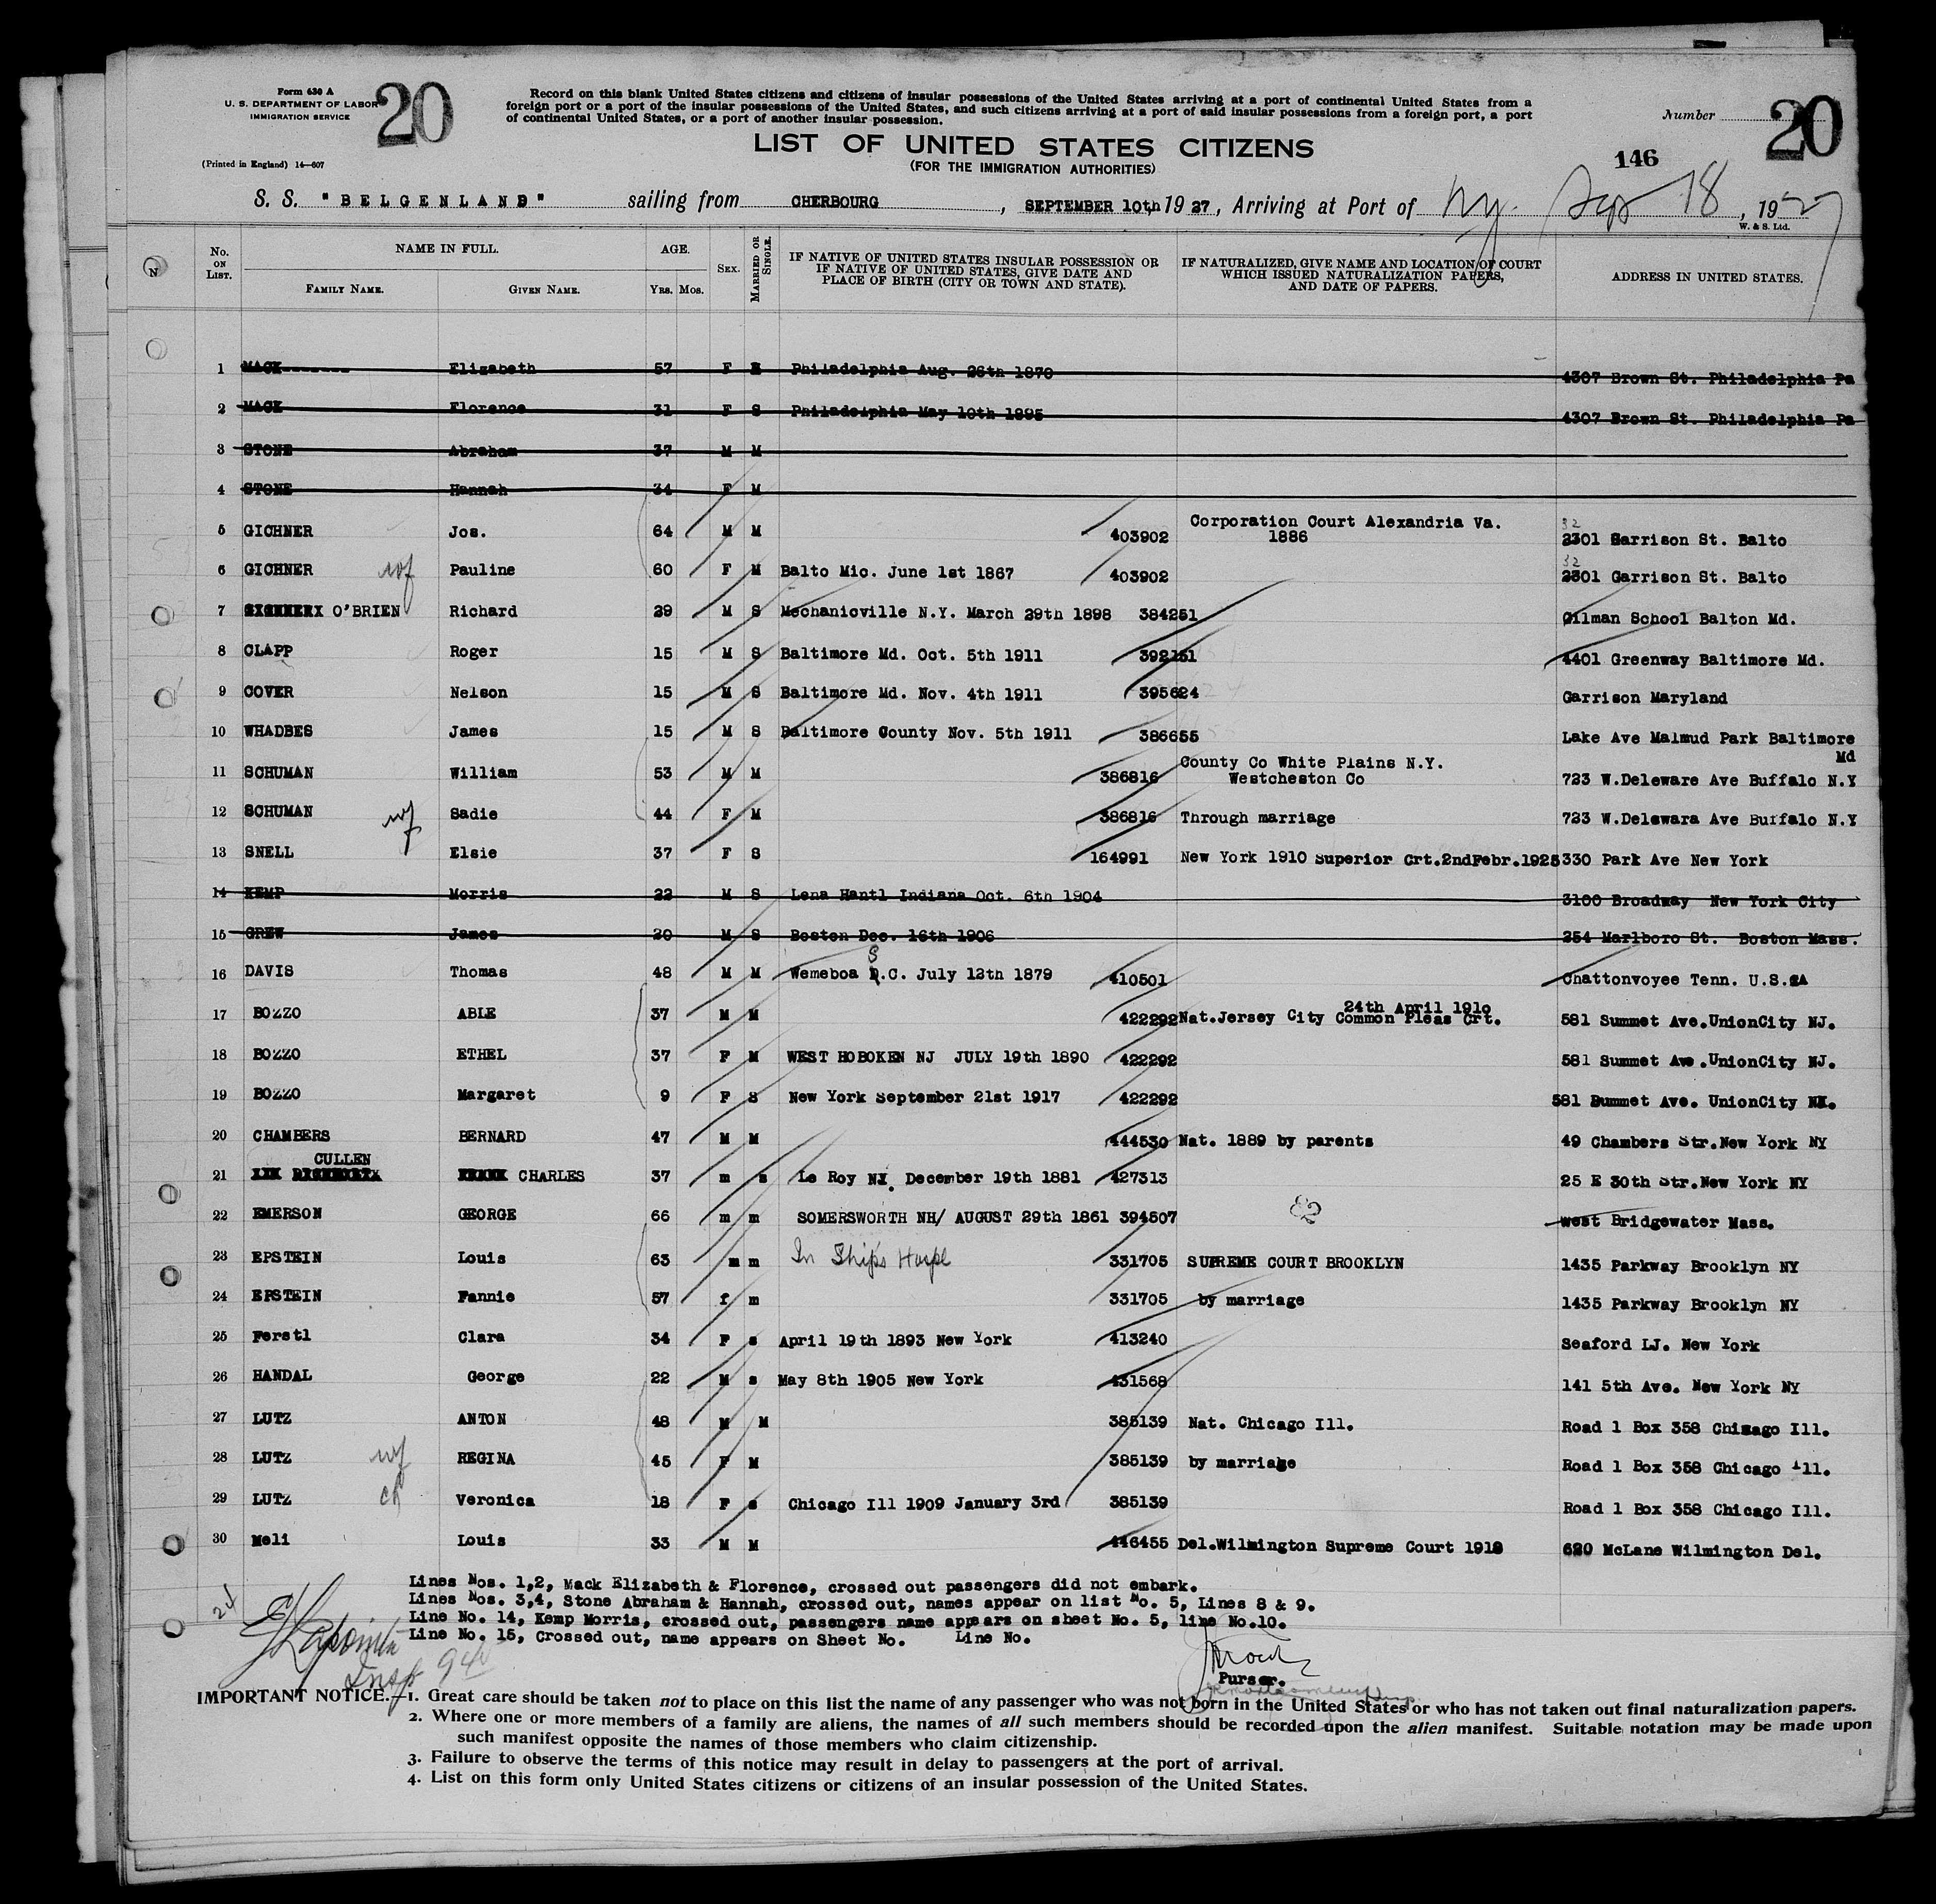 Form 630 A
U. S. DEPARTMENT OF LABOR
IMMIGRATION SERVICE
20
(Printed in England) 14—607
Record on this blank United States citizens and citizens of insular possessions of the United States arriving at a port of continental United States from a
foreign port or a port of the insular possessions of the United States, and such citizens arriving at a port of said insular possessions from a foreign port, a port
of continental United States, or a port of another insular possession.
Number 20
LIST OF UNITED STATES CITIZENS
(FOR THE IMMIGRATION AUTHORITIES)
146
S. S. "BELGENLAND" sailing from CHERBOURG, SEPTEMBER 10th 1927, Arriving at Port of Ny. Sep 18, 1927
W. & S. Ltd.
No. ON LIST. NAME IN FULL. FAMILY NAME. GIVEN NAME. AGE. YRS. MOS. SEX. MARRIED OR SINGLE. IF NATIVE OF UNITED STATES INSULAR POSSESSION OR IF NATIVE OF UNITED STATES, GIVE DATE AND PLACE OF BIRTH (CITY OR TOWN AND STATE). IF NATURALIZED, GIVE NAME AND LOCATION OF COURT WHICH ISSUED NATURALIZATION PAPERS, AND DATE OF PAPERS. ADDRESS IN UNITED STATES.
1 MACK Elizabeth 57 F Philadelphia Aug. 26th 1870 4307 Brown St. Philadelphia Pa
2 MACK Florence 31 F S Philadelphia May 10th 1895 4307 Brown St. Philadelphia Pa
3 STONE Abraham 37 M M
4 STONE Hannah 34 F M
5 GICHNER Jos. 64 M M 403902 Corporation Court Alexandria Va. 1886 32 2301 Garrison St. Balto
6 GICHNER wf Pauline 60 F M Balto Mic. June 1st 1867 403902 32 2301 Garrison St. Balto
7 O'BRIEN Richard 29 M S Mechanicville N.Y. March 29th 1898 384251 Gilman School Balton Md.
8 CLAPP Roger 15 M S Baltimore Md. Oct. 5th 1911 392151 4401 Greenway Baltimore Md.
9 COVER Nelson 15 M S Baltimore Md. Nov. 4th 1911 395624 Garrison Maryland
10 WHADBES James 15 M S Baltimore County Nov. 5th 1911 386655 Lake Ave Malmud Park Baltimore Md
11 SCHUMAN William 53 M M 386816 County Co White Plains N.Y. Westcheston Co 723 W.Deleware Ave Buffalo N.Y
12 SCHUMAN wf Sadie 44 F M 386816 Through marriage 723 W.Delewara Ave Buffalo N.Y
13 SNELL Elsie 37 F S 164991 New York 1910 Superior Crt.2ndFebr.1925 330 Park Ave New York
14 KEMP Morris 22 M S Lena Hantl Indiana Oct. 6th 1904 3100 Broadway New York City
15 GREW James 20 M S Boston Dec. 16th 1906 254 Marlboro St. Boston Mass.
16 DAVIS Thomas 48 M M Wemeboa S.C. July 12th 1879 410501 Chattonvoyee Tenn. U.S.A
17 BOZZO ABLE 37 M M 422292 Nat.Jersey City Common Pleas Crt. 24th April 1910 581 Summet Ave.UnionCity NJ.
18 BOZZO ETHEL 37 F M WEST HOBOKEN NJ JULY 19th 1890 422292 581 Summet Ave.UnionCity NJ.
19 BOZZO Margaret 9 F S New York September 21st 1917 422292 581 Bummet Ave. UnionCity NJ.
20 CHAMBERS BERNARD 47 M M 444530 Nat. 1889 by parents 49 Chambers Str.New York NY
21 CULLEN CHARLES 37 m s Le Roy NY. December 19th 1881 427313 25 E 30th Str.New York NY
22 EMERSON GEORGE 66 m m SOMERSWORTH NH/ AUGUST 29th 1861 394507 West Bridgewater Mass.
23 EPSTEIN Louis 63 m m In Ship's Hospl 331705 SUPREME COURT BROOKLYN 1435 Parkway Brooklyn NY
24 EPSTEIN Fannie 57 f m 331705 by marriage 1435 Parkway Brooklyn NY
25 Ferstl Clara 34 F s April 19th 1893 New York 413240 Seaford LJ. New York
26 HANDAL George 22 M s May 8th 1905 New York 431568 141 5th Ave. New York NY
27 LUTZ ANTON 48 M M 385139 Nat. Chicago Ill. Road 1 Box 358 Chicago Ill.
28 LUTZ wf REGINA 45 F M 385139 by marriage Road 1 Box 358 Chicago Ill.
29 LUTZ ch Veronica 18 F s Chicago Ill 1909 January 3rd 385139 Road 1 Box 358 Chicago Ill.
30 Meli Louis 33 M M 446455 Del.Wilmington Supreme Court 1918 620 McLane Wilmington Del.
Lines Nos. 1,2, Mack Elizabeth & Florence, crossed out passengers did not embark.
Lines Nos. 3,4, Stone Abraham & Hannah, crossed out, names appear on list No. 5, Lines 8 & 9.
Line No. 14, Kemp Morris, crossed out, passengers name appears on sheet No. 5, line No.10.
Line No. 15, Crossed out, name appears on Sheet No. Line No.
24
Insp
Purser.
IMPORTANT NOTICE.—1. Great care should be taken not to place on this list the name of any passenger who was not born in the United States or who has not taken out final naturalization papers.
2. Where one or more members of a family are aliens, the names of all such members should be recorded upon the alien manifest. Suitable notation may be made upon
such manifest opposite the names of those members who claim citizenship.
3. Failure to observe the terms of this notice may result in delay to passengers at the port of arrival.
4. List on this form only United States citizens or citizens of an insular possession of the United States.